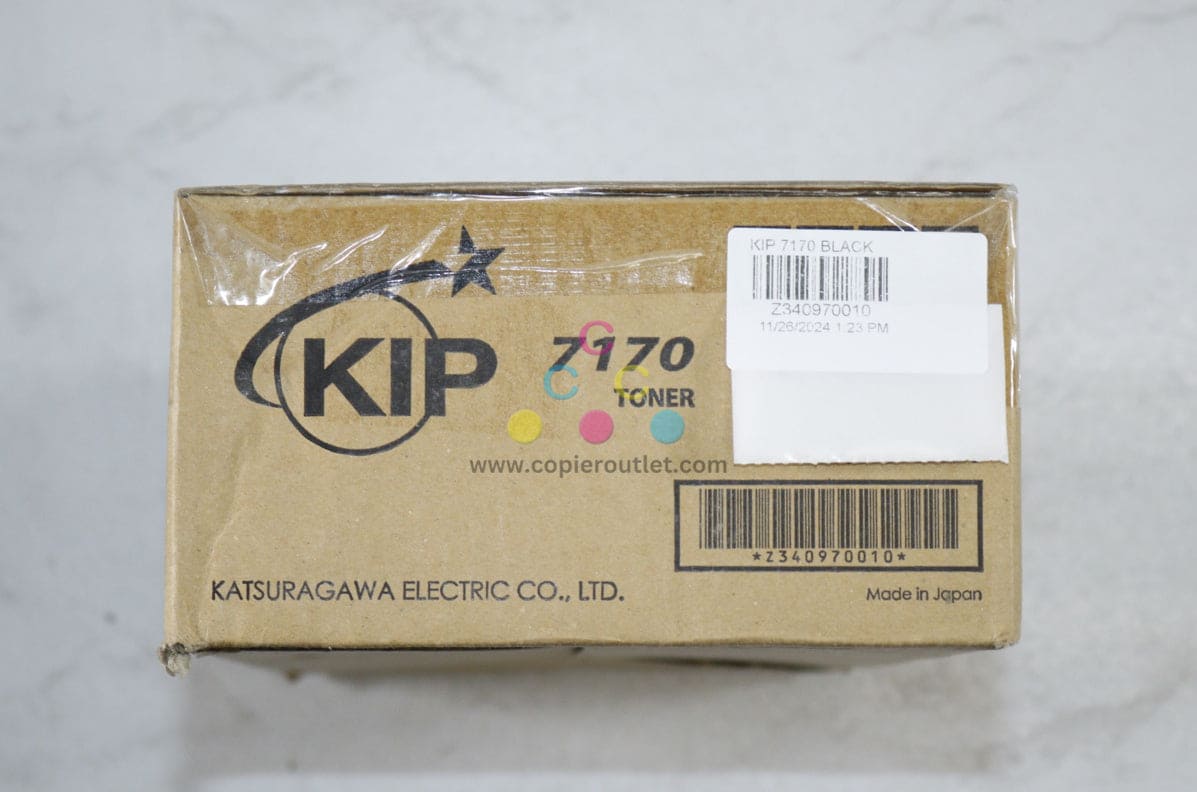 KIP 7170 BLACK
Z340970010
11/26/2024 1:23 PM
KIP
7170
TONER
C
C C
www.copieroutlet.com
*Z340970010*
KATSURAGAWA ELECTRIC CO., LTD.
Made in Japan